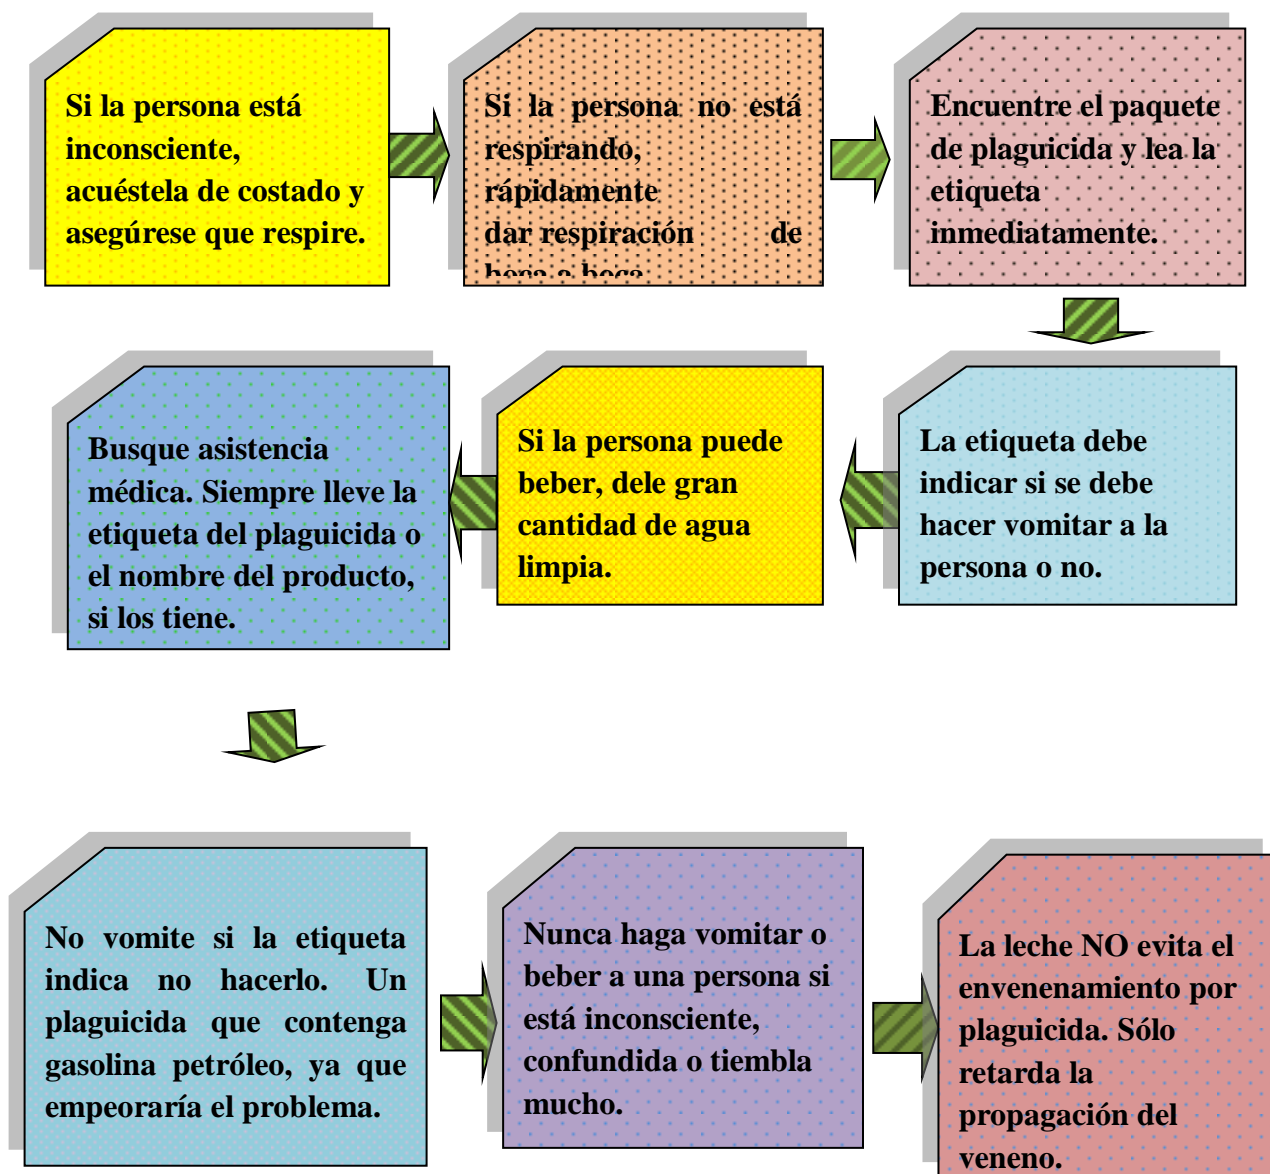 Si la persona está
inconsciente,
acuéstela de costado y
asegúrese que respire.
Si la persona no está
respirando,
rápidamente
dar respiración de
boca a boca
Encuentre el paquete
de plaguicida y lea la
etiqueta
inmediatamente.
La etiqueta debe
indicar si se debe
hacer vomitar a la
persona o no.
Si la persona puede
beber, dele gran
cantidad de agua
limpia.
Busque asistencia
médica. Siempre lleve la
etiqueta del plaguicida o
el nombre del producto,
si los tiene.
No vomite si la etiqueta
indica no hacerlo. Un
plaguicida que contenga
gasolina petróleo, ya que
empeoraría el problema.
Nunca haga vomitar o
beber a una persona si
está inconsciente,
confundida o tiembla
mucho.
La leche NO evita el
envenenamiento por
plaguicida. Sólo
retarda la
propagación del
veneno.